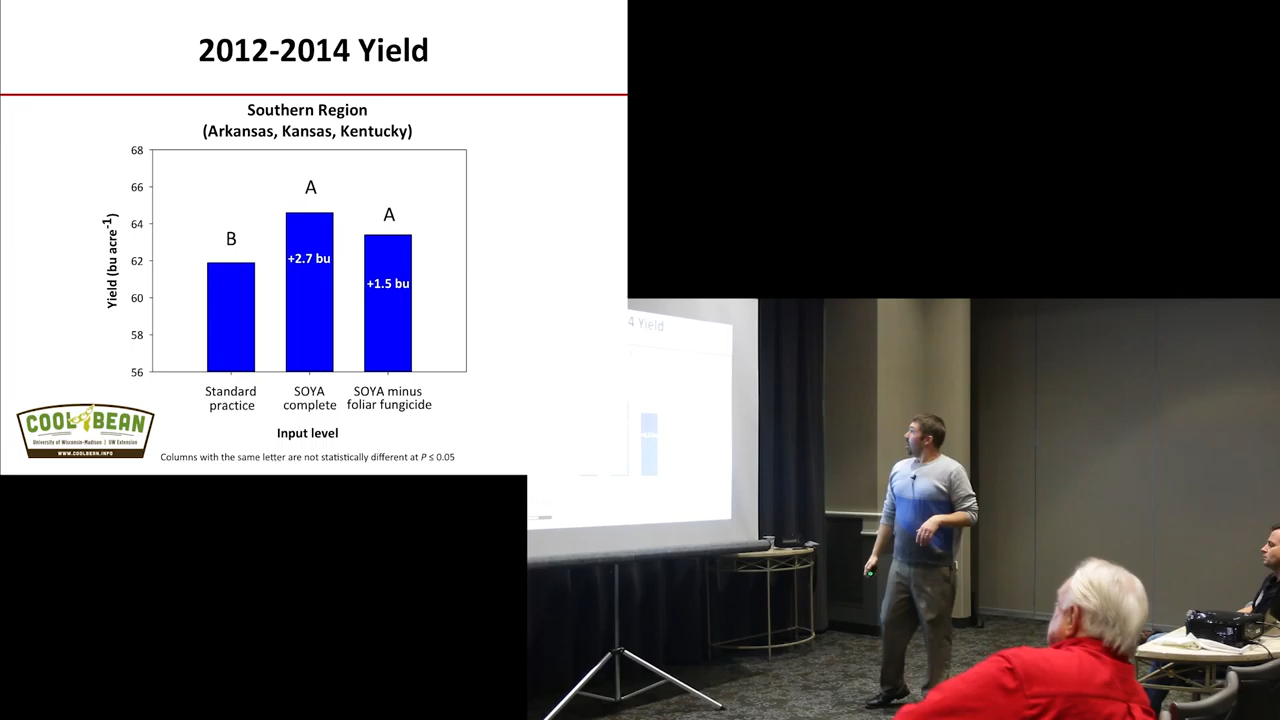 2012-2014 Yield
Southern Region
(Arkansas, Kansas, Kentucky)
68
66
64
62
60
58
56
Yield (bu acre-1)
B
A
A
+2.7 bu
+1.5 bu
Standard
practice
SOYA
complete
SOYA minus
foliar fungicide
Input level
COOL BEAN
University of Wisconsin-Madison | UW Extension
WWW.COOLBEAN.INFO
Columns with the same letter are not statistically different at P ≤ 0.05
4 Yield